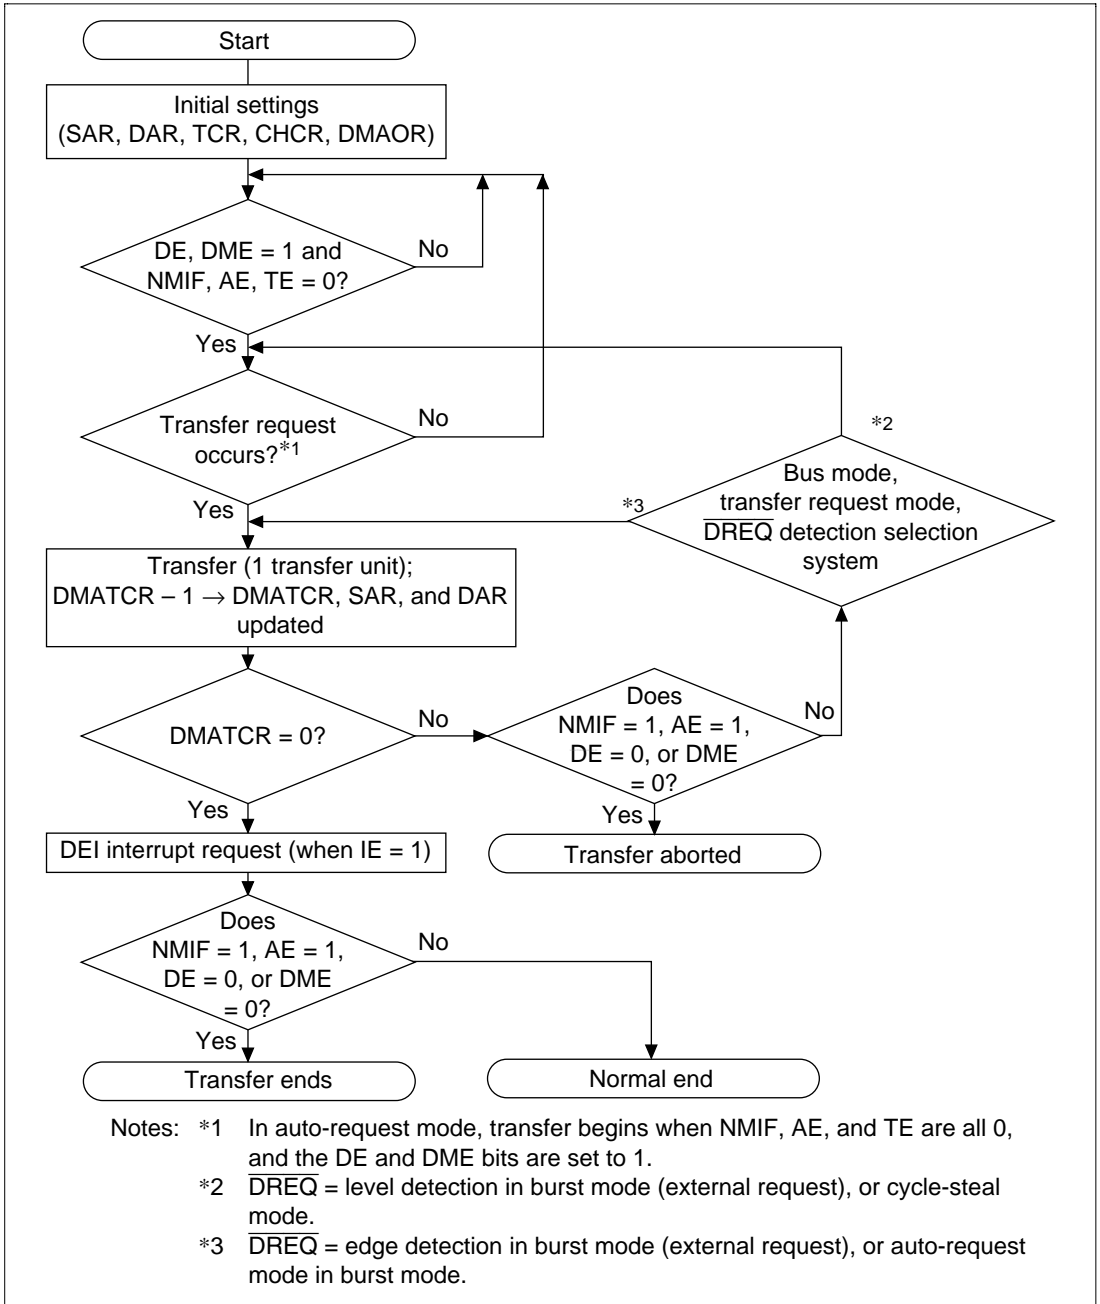 Start
Initial settings
(SAR, DAR, TCR, CHCR, DMAOR)
DE, DME = 1 and
NMIF, AE, TE = 0?
No
Yes
Transfer request
occurs?*1
No
Yes
*2
Bus mode,
transfer request mode,
D̅R̅E̅Q̅ detection selection
system
*3
Transfer (1 transfer unit);
DMATCR – 1 → DMATCR, SAR, and DAR
updated
DMATCR = 0?
No
Does
NMIF = 1, AE = 1,
DE = 0, or DME
= 0?
No
Yes
Yes
DEI interrupt request (when IE = 1)
Transfer aborted
Does
NMIF = 1, AE = 1,
DE = 0, or DME
= 0?
No
Yes
Transfer ends
Normal end
Notes: *1 In auto-request mode, transfer begins when NMIF, AE, and TE are all 0,
and the DE and DME bits are set to 1.
*2 D̅R̅E̅Q̅ = level detection in burst mode (external request), or cycle-steal
mode.
*3 D̅R̅E̅Q̅ = edge detection in burst mode (external request), or auto-request
mode in burst mode.